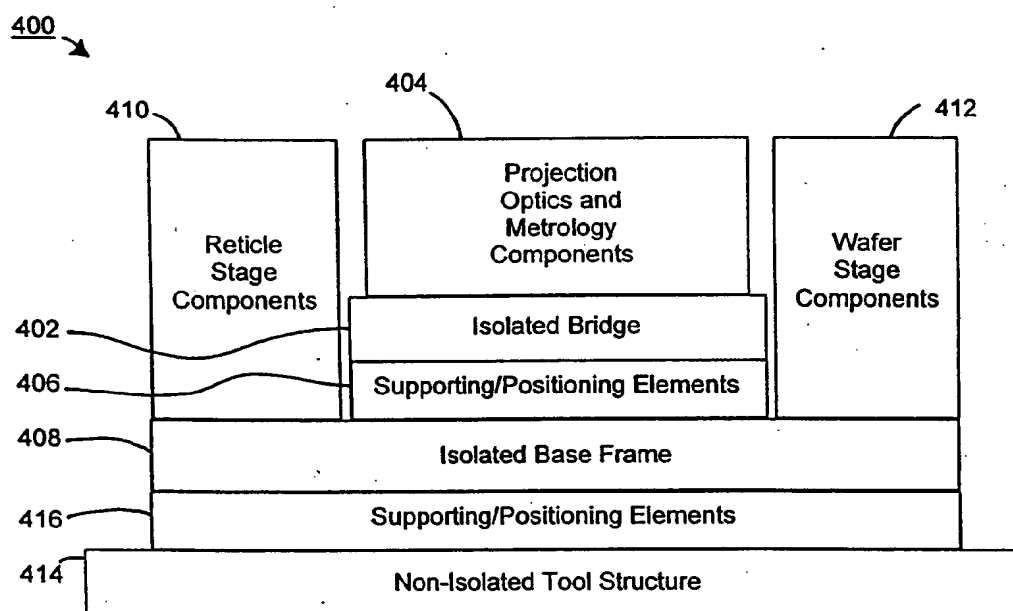 400
410
404
412
Projection
Optics and
Metrology
Components
Reticle
Stage
Components
Wafer
Stage
Components
402
Isolated Bridge
406
Supporting/Positioning Elements
408
Isolated Base Frame
416
Supporting/Positioning Elements
414
Non-Isolated Tool Structure